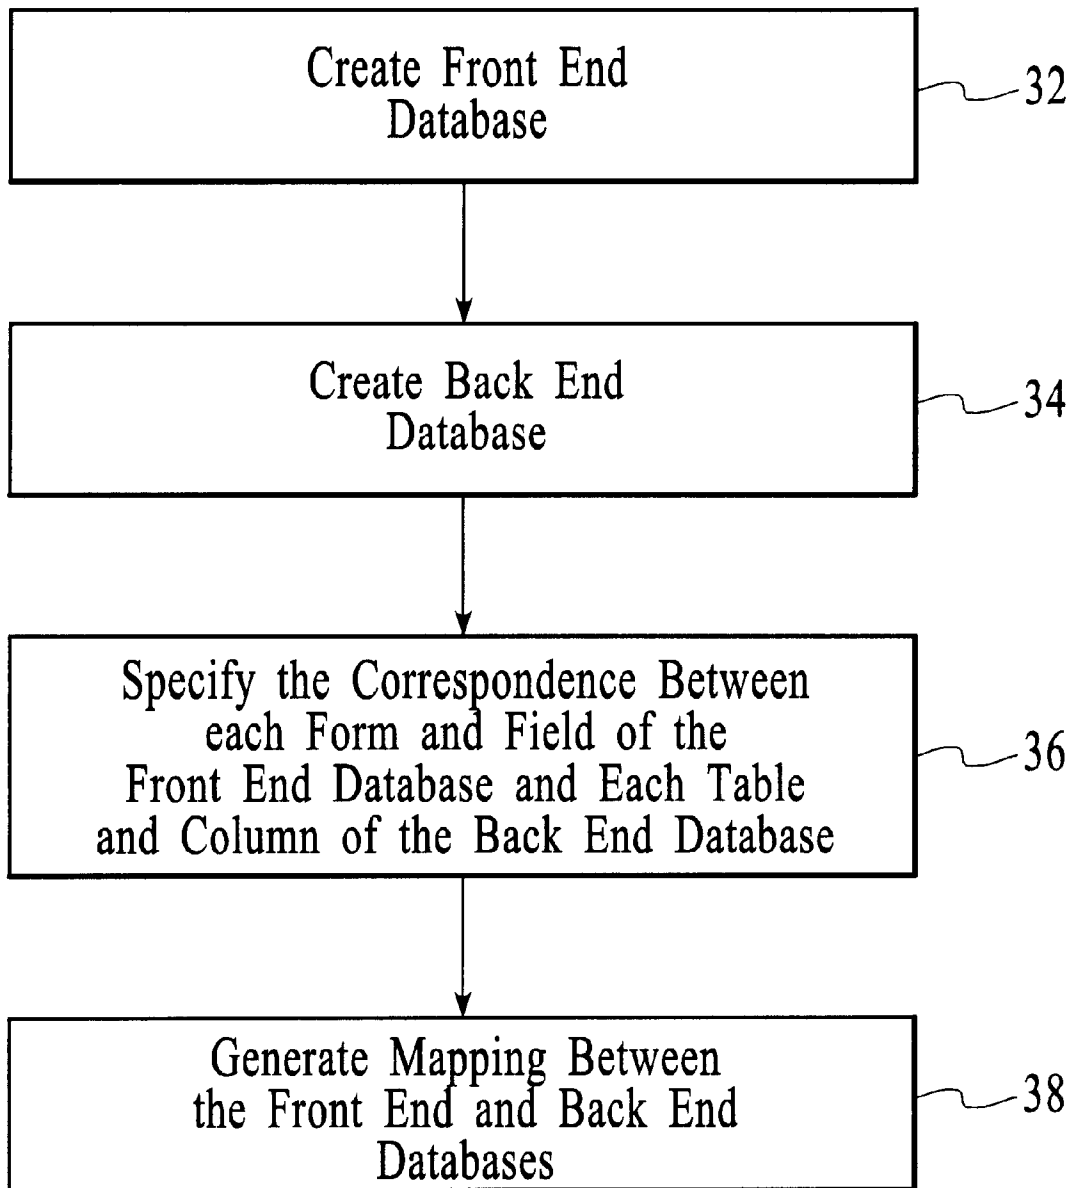 Create Front End
Database
32
Create Back End
Database
34
Specify the Correspondence Between
each Form and Field of the
Front End Database and Each Table
and Column of the Back End Database
36
Generate Mapping Between
the Front End and Back End
Databases
38